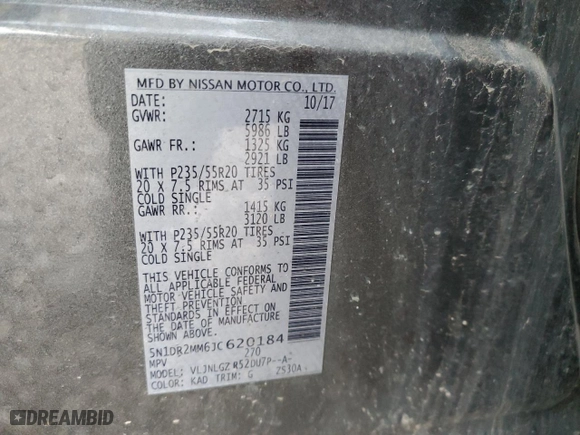 MFD BY NISSAN MOTOR CO., LTD.
DATE: 10/17
GVWR: 2715 KG
5986 LB
GAWR FR.: 1325 KG
2921 LB
WITH P235/55R20 TIRES
20 X 7.5 RIMS AT 35 PSI
COLD SINGLE
GAWR RR.: 1415 KG
3120 LB
WITH P235/55R20 TIRES
20 X 7.5 RIMS AT 35 PSI
COLD SINGLE
THIS VEHICLE CONFORMS TO
ALL APPLICABLE FEDERAL
MOTOR VEHICLE SAFETY AND
THEFT PREVENTION
STANDARDS IN EFFECT ON
THE DATE OF MANUFACTURE
SHOWN ABOVE.
5N1DR2MM6JC620184
MPV 270
MODEL: VLJNLGZ R52DU7P--A-
COLOR: KAD TRIM: G ZS30A
DREAMBID